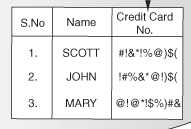 S.No Name Credit Card No.
1. SCOTT #!&*!%@)$(
2. JOHN !#%&*@!)$(
3. MARY @!@*!$%)#&